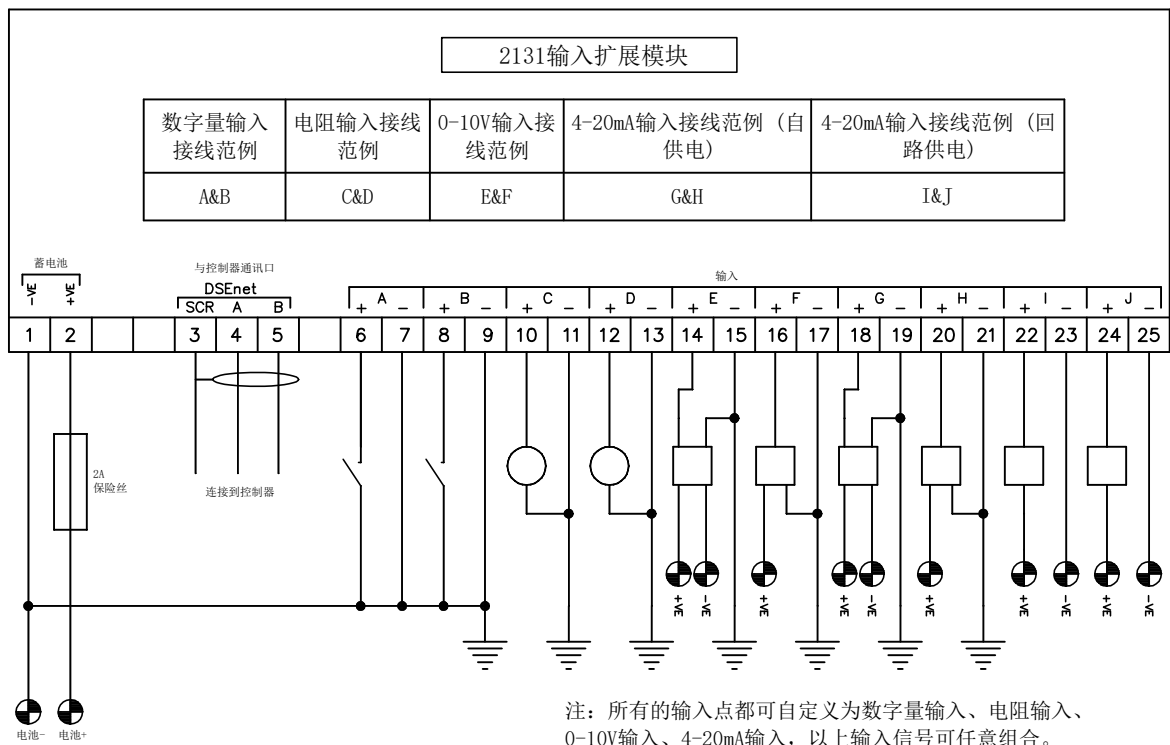 2131输入扩展模块
数字量输入
接线范例
电阻输入接线
范例
0-10V输入接
线范例
4-20mA输入接线范例 (自
供电)
4-20mA输入接线范例 (回
路供电)
A&B
C&D
E&F
G&H
I&J
蓄电池
-VE
+VE
与控制器通讯口
DSEnet
SCR A B
输入
+ A - + B - + C - + D - + E - + F - + G - + H - + I - + J -
1 2 3 4 5 6 7 8 9 10 11 12 13 14 15 16 17 18 19 20 21 22 23 24 25
2A
保险丝
连接到控制器
+VE -VE +VE +VE -VE +VE +VE -VE +VE -VE
电池- 电池+
注: 所有的输入点都可自定义为数字量输入、电阻输入、
0-10V输入、4-20mA输入, 以上输入信号可任意组合。